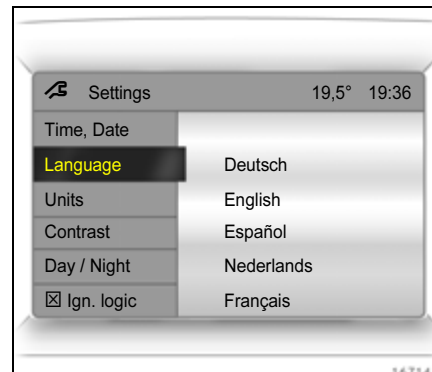 Settings 19,5° 19:36
Time, Date
Language Deutsch
Units English
Contrast Español
Day / Night Nederlands
☒ Ign. logic Français